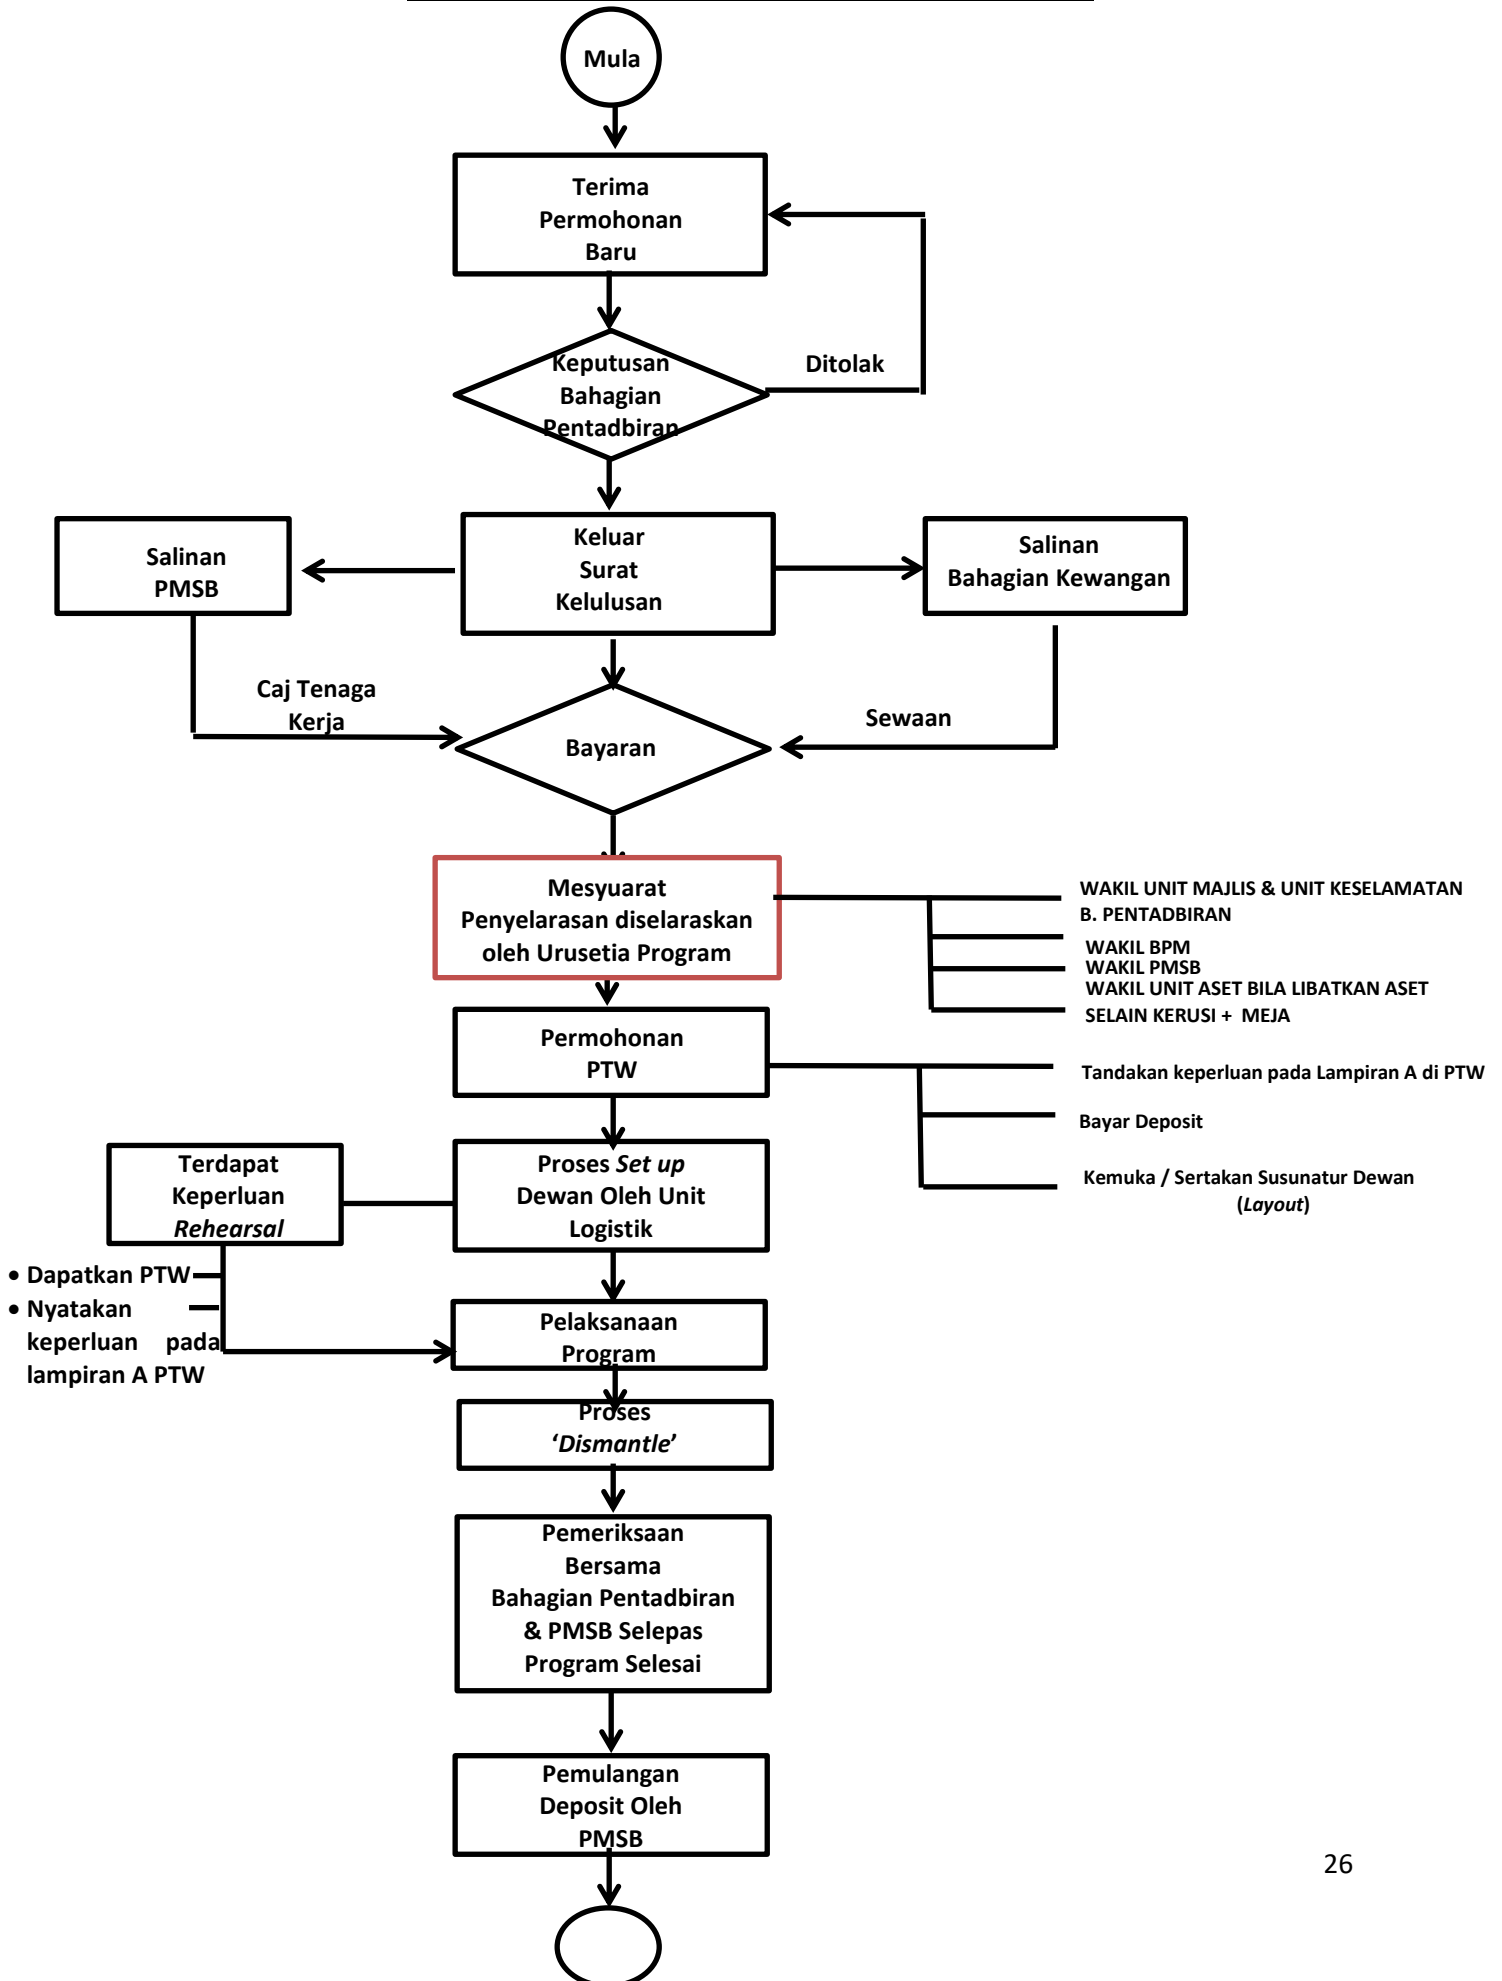 Mula
Terima
Permohonan
Baru
Keputusan
Bahagian
Pentadbiran
Ditolak
Salinan
PMSB
Keluar
Surat
Kelulusan
Salinan
Bahagian Kewangan
Caj Tenaga
Kerja
Bayaran
Sewaan
Mesyuarat
Penyelarasan diselaraskan
oleh Urusetia Program
WAKIL UNIT MAJLIS & UNIT KESELAMATAN
B. PENTADBIRAN
WAKIL BPM
WAKIL PMSB
WAKIL UNIT ASET BILA LIBATKAN ASET
SELAIN KERUSI + MEJA
Permohonan
PTW
Tandakan keperluan pada Lampiran A di PTW
Bayar Deposit
Kemuka / Sertakan Susunatur Dewan
(Layout)
Terdapat
Keperluan
Rehearsal
Proses Set up
Dewan Oleh Unit
Logistik
• Dapatkan PTW
• Nyatakan
keperluan pada
lampiran A PTW
Pelaksanaan
Program
Proses
‘Dismantle’
Pemeriksaan
Bersama
Bahagian Pentadbiran
& PMSB Selepas
Program Selesai
Pemulangan
Deposit Oleh
PMSB
26